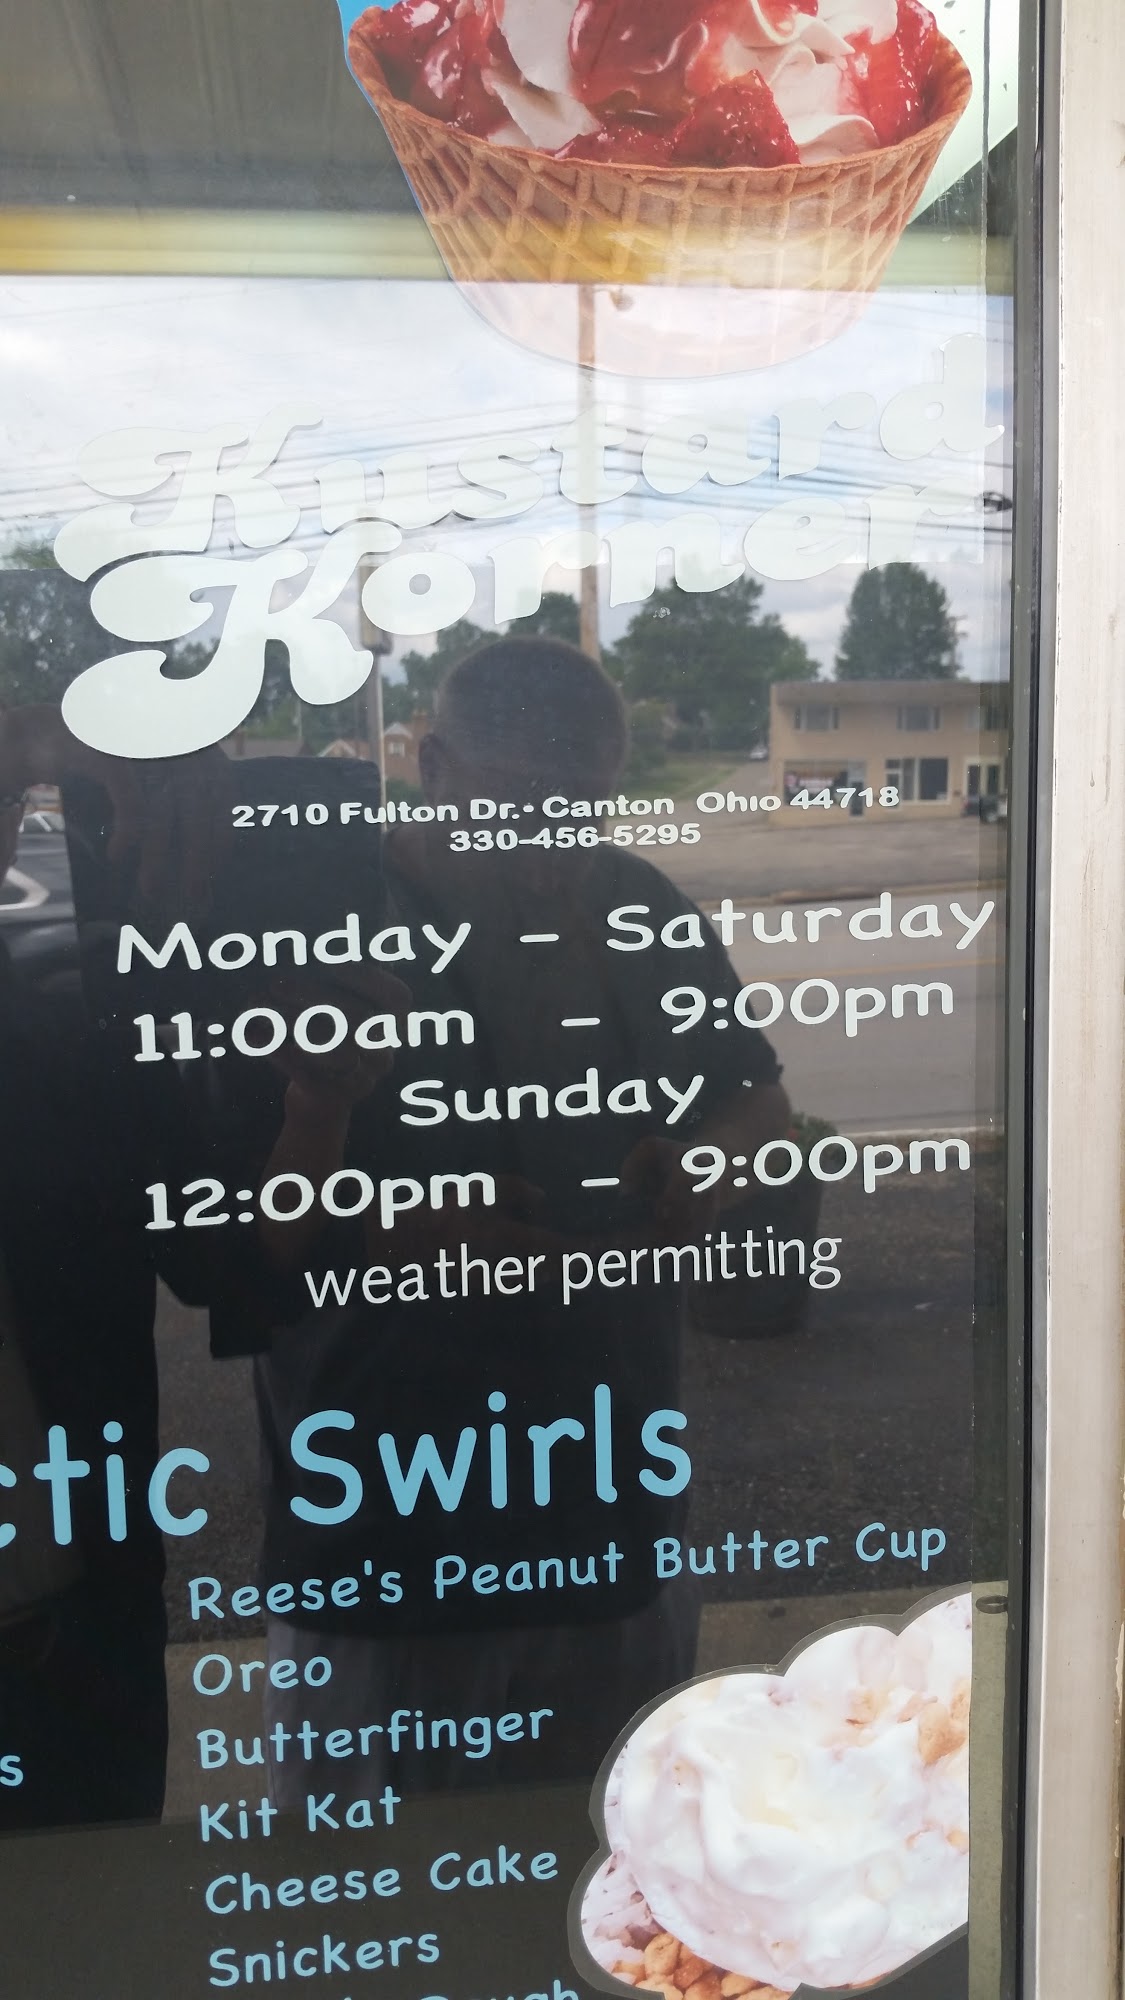 Kustard
Korner
2710 Fulton Dr.- Canton Ohio 44718
330-456-5295
Monday - Saturday
11:00am - 9:00pm
Sunday
12:00pm - 9:00pm
weather permitting
ctic Swirls
Reese's Peanut Butter Cup
Oreo
Butterfinger
Kit Kat
s
Cheese Cake
Snickers